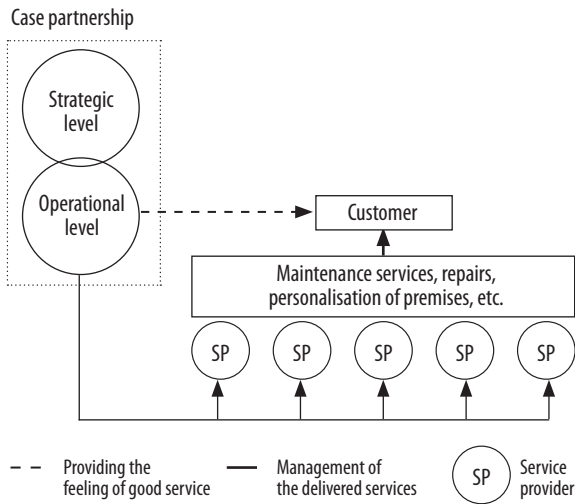 Case partnership
Strategic
level
Operational
level
Customer
Maintenance services, repairs,
personalisation of premises, etc.
SP SP SP SP SP
Providing the
feeling of good service
Management of
the delivered services
SP
Service
provider